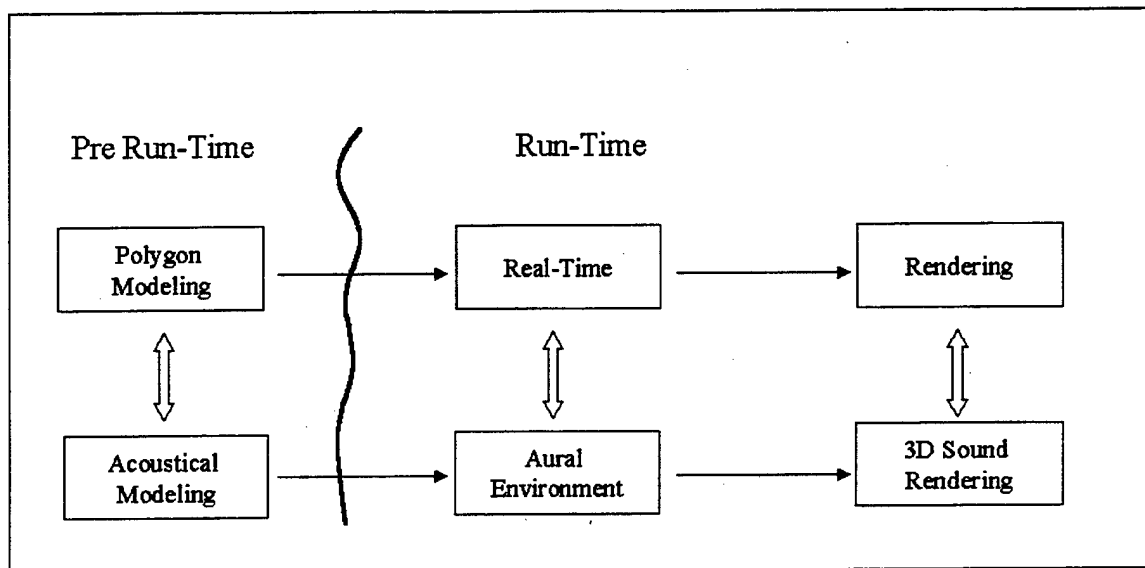 Pre Run-Time
Run-Time
Polygon
Modeling
Real-Time
Rendering
Acoustical
Modeling
Aural
Environment
3D Sound
Rendering